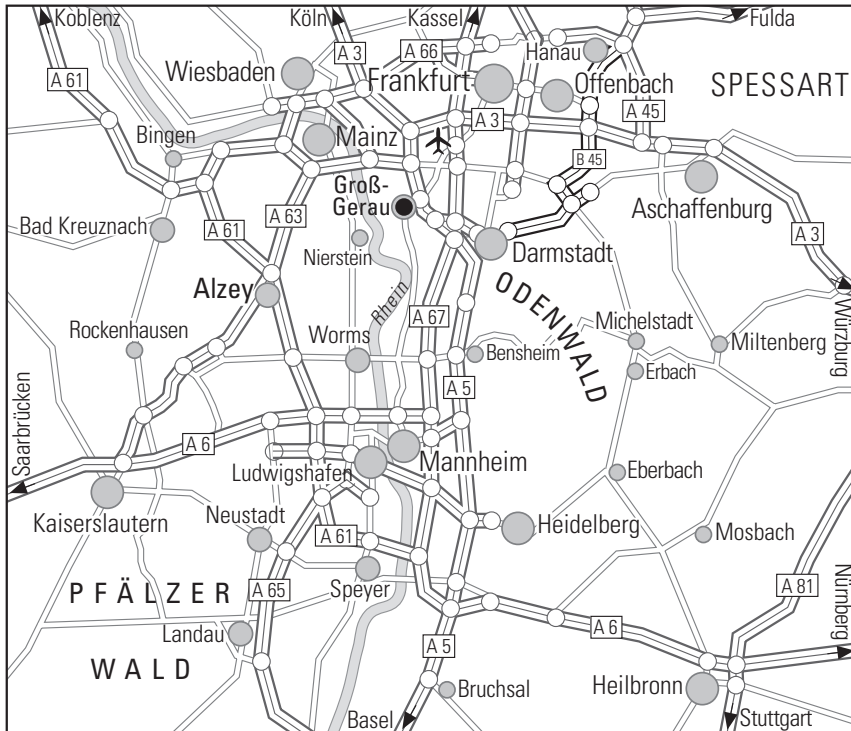 Koblenz
Köln
Kassel
Fulda
A 3
A 66
Hanau
Wiesbaden
Frankfurt
Offenbach
SPESSART
A 61
A 45
Bingen
Mainz
A 3
B 45
Groß-
Gerau
Aschaffenburg
Bad Kreuznach
A 61
A 63
Nierstein
Darmstadt
A 3
Alzey
Rhein
ODENWALD
Würzburg
Rockenhausen
Worms
A 67
Michelstadt
Miltenberg
Bensheim
Erbach
A 5
Saarbrücken
A 6
Mannheim
Ludwigshafen
Eberbach
Kaiserslautern
Neustadt
A 61
Heidelberg
Mosbach
PFÄLZER
A 65
Speyer
A 81
Nürnberg
Landau
A 6
WALD
A 5
Bruchsal
Heilbronn
Basel
Stuttgart